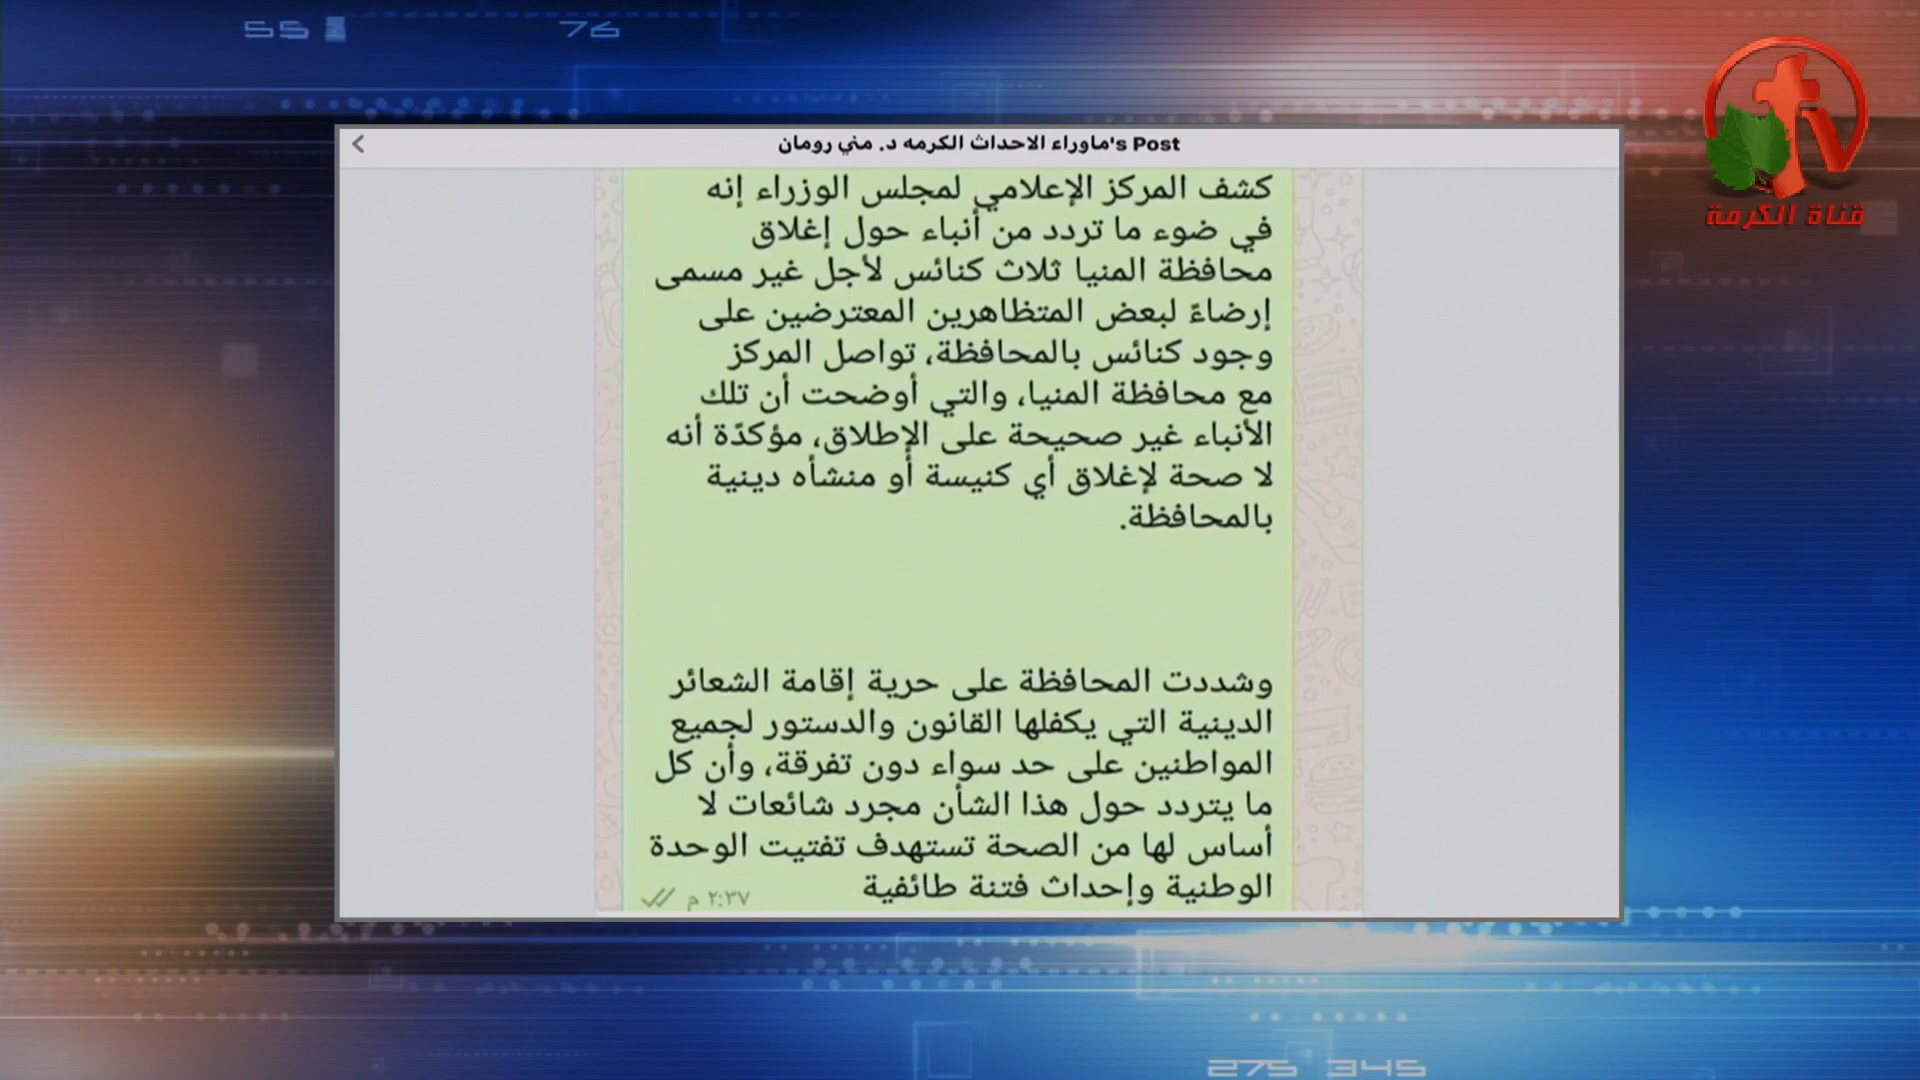 55 2 76
ماوراء الاحداث الكرمه د. مني رومان's Post
كشف المركز الإعلامي لمجلس الوزراء إنه
في ضوء ما تردد من أنباء حول إغلاق
محافظة المنيا ثلاث كنائس لأجل غير مسمى
إرضاءً لبعض المتظاهرين المعترضين على
وجود كنائس بالمحافظة، تواصل المركز
مع محافظة المنيا، والتي أوضحت أن تلك
الأنباء غير صحيحة على الإطلاق، مؤكدّة أنه
لا صحة لإغلاق أي كنيسة أو منشأه دينية
بالمحافظة.
وشددت المحافظة على حرية إقامة الشعائر
الدينية التي يكفلها القانون والدستور لجميع
المواطنين على حد سواء دون تفرقة، وأن كل
ما يتردد حول هذا الشأن مجرد شائعات لا
أساس لها من الصحة تستهدف تفتيت الوحدة
الوطنية وإحداث فتنة طائفية
٢:٣٧ م
tv
قناة الكرمة
275 345